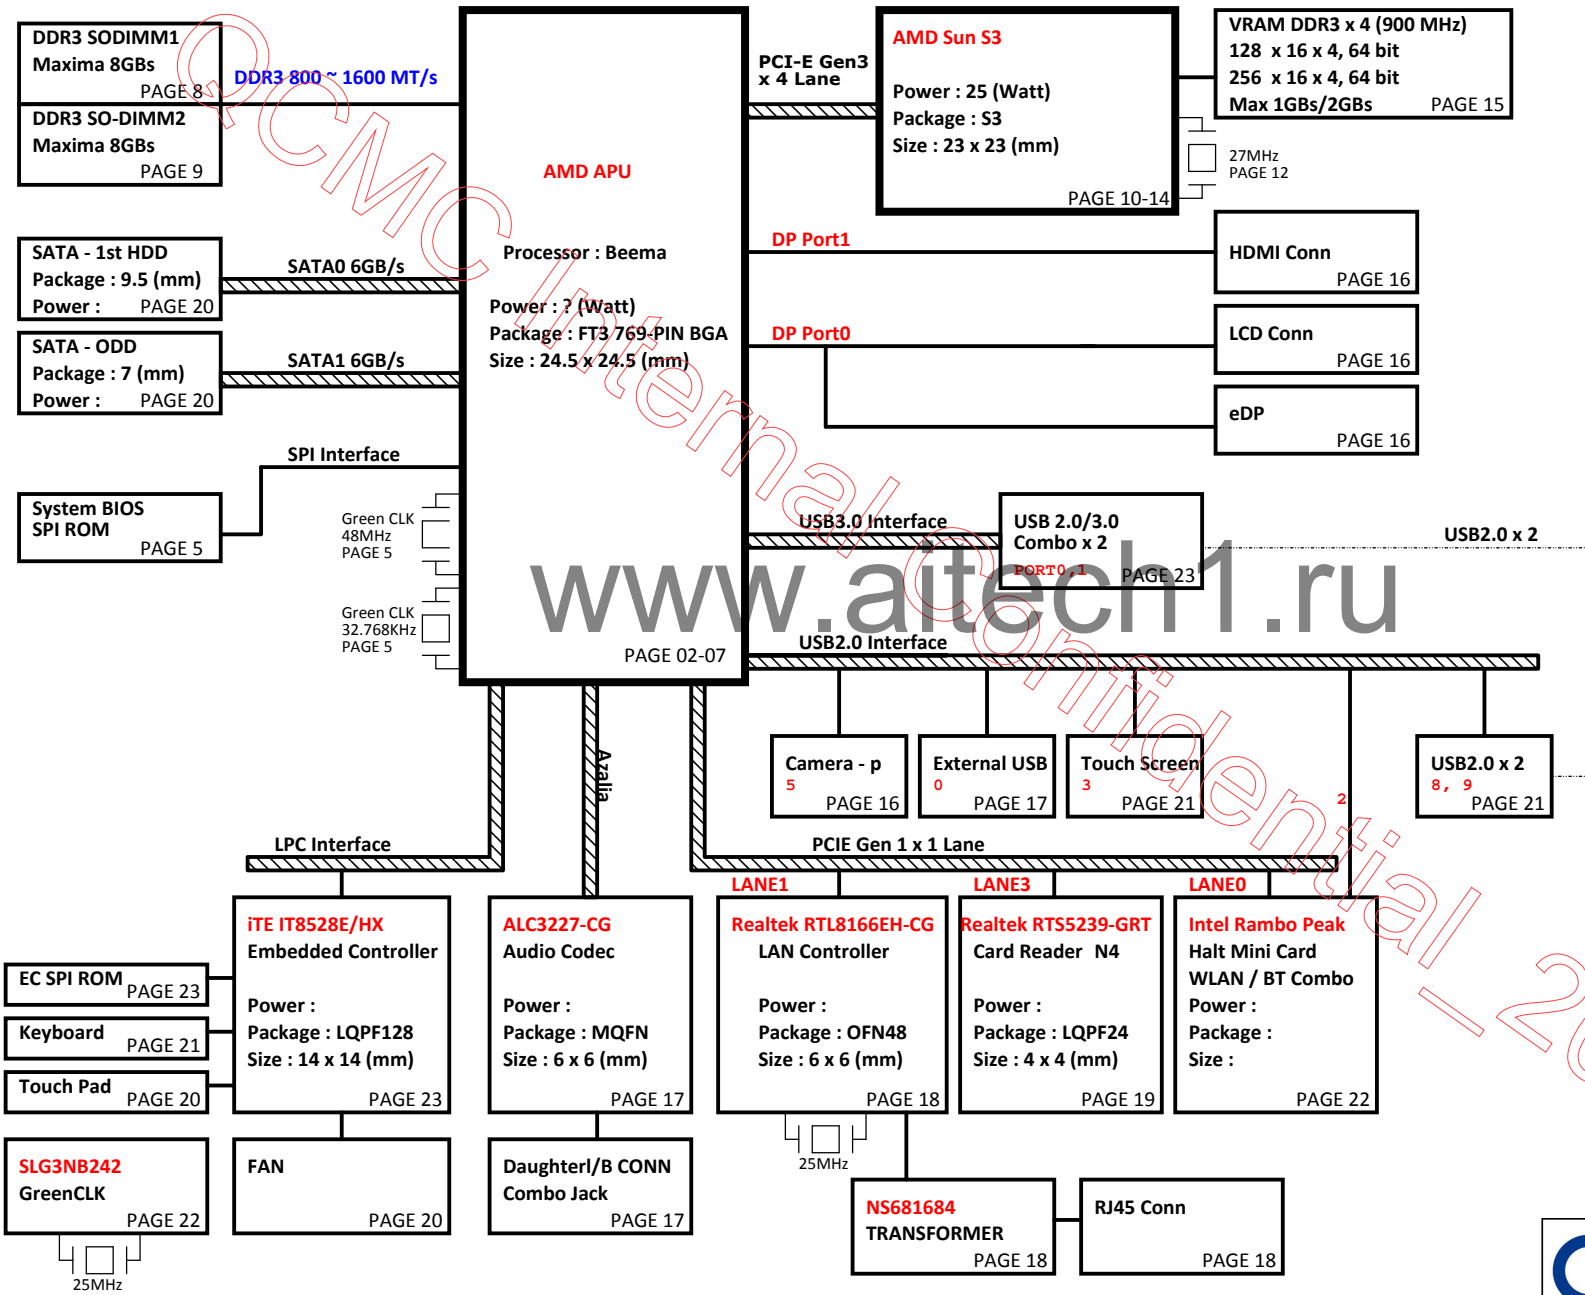 DDR3 SODIMM1
Maxima 8GBs
PAGE 8
DDR3 SO-DIMM2
Maxima 8GBs
PAGE 9
DDR3 800 ~ 1600 MT/s
SATA - 1st HDD
Package : 9.5 (mm)
Power : PAGE 20
SATA0 6GB/s
SATA - ODD
Package : 7 (mm)
Power : PAGE 20
SATA1 6GB/s
SPI Interface
System BIOS
SPI ROM
PAGE 5
Green CLK
48MHz
PAGE 5
Green CLK
32.768KHz
PAGE 5
AMD APU
Processor : Beema
Power : ? (Watt)
Package : FT3 769-PIN BGA
Size : 24.5 x 24.5 (mm)
PAGE 02-07
PCI-E Gen3
x 4 Lane
AMD Sun S3
Power : 25 (Watt)
Package : S3
Size : 23 x 23 (mm)
PAGE 10-14
VRAM DDR3 x 4 (900 MHz)
128 x 16 x 4, 64 bit
256 x 16 x 4, 64 bit
Max 1GBs/2GBs PAGE 15
27MHz
PAGE 12
DP Port1
HDMI Conn
PAGE 16
DP Port0
LCD Conn
PAGE 16
eDP
PAGE 16
USB3.0 Interface
USB 2.0/3.0
Combo x 2
PORT0,1 PAGE 23
USB2.0 x 2
www.aitech1.ru
QCMC Internal Confidential_20
USB2.0 Interface
Camera - p
5
PAGE 16
External USB
0
PAGE 17
Touch Screen
3
PAGE 21
2
USB2.0 x 2
8, 9
PAGE 21
Azalia
LPC Interface
PCIE Gen 1 x 1 Lane
LANE1
LANE3
LANE0
iTE IT8528E/HX
Embedded Controller
Power :
Package : LQPF128
Size : 14 x 14 (mm)
PAGE 23
ALC3227-CG
Audio Codec
Power :
Package : MQFN
Size : 6 x 6 (mm)
PAGE 17
Realtek RTL8166EH-CG
LAN Controller
Power :
Package : OFN48
Size : 6 x 6 (mm)
PAGE 18
Realtek RTS5239-GRT
Card Reader N4
Power :
Package : LQPF24
Size : 4 x 4 (mm)
PAGE 19
Intel Rambo Peak
Halt Mini Card
WLAN / BT Combo
Power :
Package :
Size :
PAGE 22
EC SPI ROM PAGE 23
Keyboard PAGE 21
Touch Pad PAGE 20
SLG3NB242
GreenCLK
PAGE 22
25MHz
FAN
PAGE 20
Daughterl/B CONN
Combo Jack
PAGE 17
25MHz
NS681684
TRANSFORMER
PAGE 18
RJ45 Conn
PAGE 18